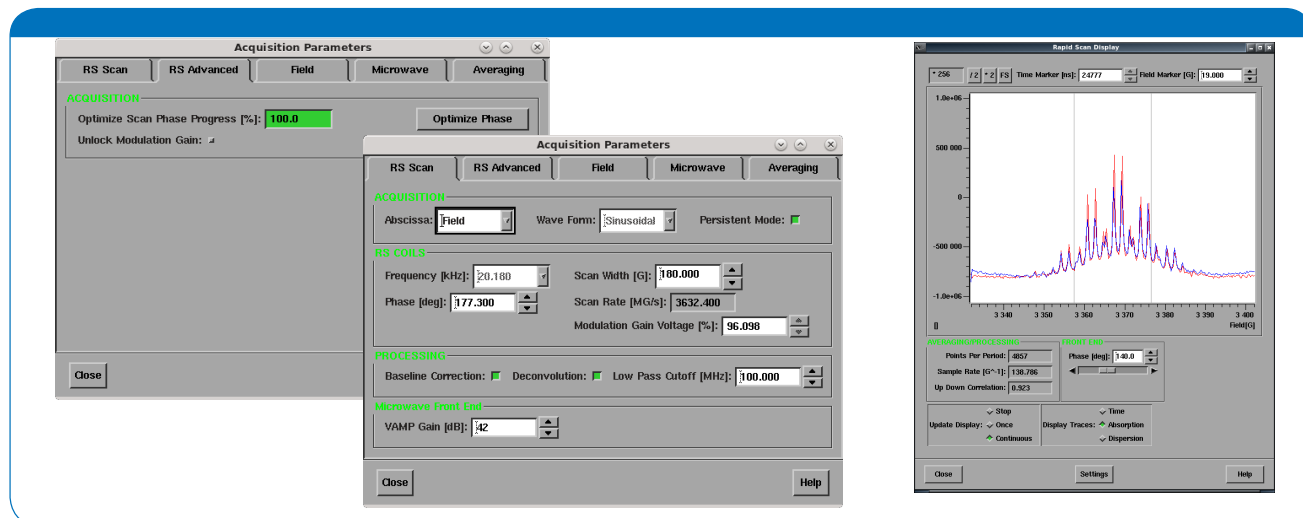 Acquisition Parameters
RS Scan RS Advanced Field Microwave Averaging
ACQUISITION
Optimize Scan Phase Progress [%]: 100.0 Optimize Phase
Unlock Modulation Gain:
Close
Acquisition Parameters
RS Scan RS Advanced Field Microwave Averaging
ACQUISITION
Abscissa: Field Wave Form: Sinusoidal Persistent Mode:
RS COILS
Frequency [kHz]: 20.180 Scan Width [G]: 180.000
Phase [deg]: 177.300 Scan Rate [MG/s]: 3632.400
Modulation Gain Voltage [%]: 96.098
PROCESSING
Baseline Correction: Deconvolution: Low Pass Cutoff [MHz]: 100.000
Microwave Front End
VAMP Gain [dB]: 42
Close Help
Rapid Scan Display
* 256 / 2 * 2 FS Time Marker [ns]: 24777 Field Marker [G]: 19.000
1.0e+06
500 000
0
-500 000
-1.0e+06
3 340 3 350 3 360 3 370 3 380 3 390 3 400
[] Field[G]
Points Per Period: 4857 Phase [deg]: 140.0
Sample Rate [G^-1]: 138.786
Up Down Correlation: 0.923
Stop Time
Update Display: Once Display Traces: Absorption
Continuous Dispersion
Close Settings Help